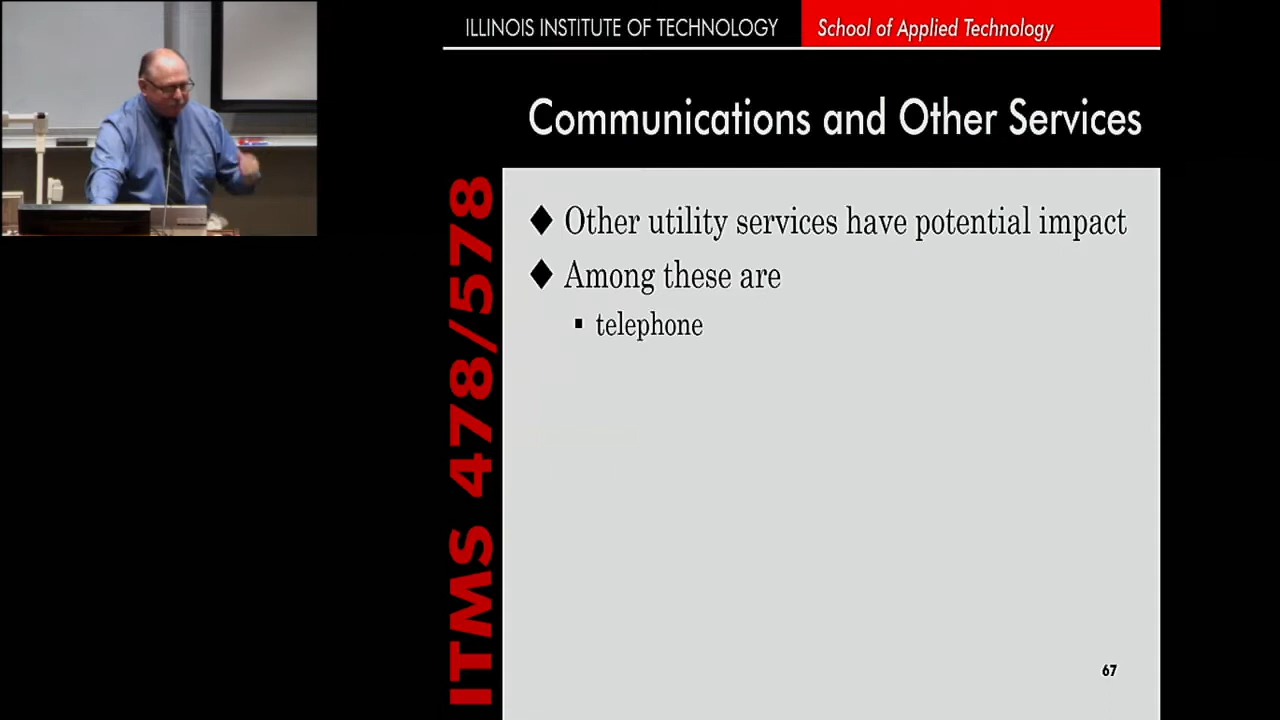 ILLINOIS INSTITUTE OF TECHNOLOGY
School of Applied Technology
Communications and Other Services
ITMS 478/578
Other utility services have potential impact
Among these are
telephone
67